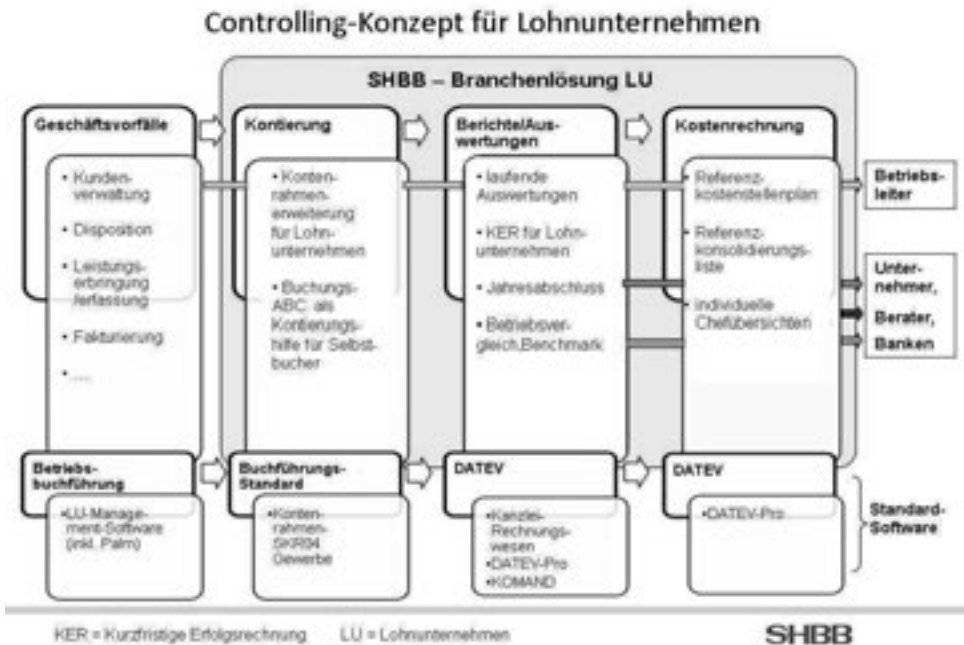 Controlling-Konzept für Lohnunternehmen
SHBB – Branchenlösung LU
Geschäftsvorfälle
• Kunden-
verwaltung
• Disposition
• Leistungs-
erbringung
/erfassung
• Fakturierung
• ....
Kontierung
• Konten-
rahmen-
erweiterung
für Lohn-
unternehmen
• Buchungs-
ABC als
Kontierungs-
hilfe für Selbst-
bucher
Berichte/Aus-
wertungen
• laufende
Auswertungen
• KER für Lohn-
unternehmen
• Jahresabschluss
• Betriebsver-
gleich,Benchmark
Kostenrechnung
• Referenz-
kostenstellenplan
• Referenz-
konsolidierungs-
liste
• individuelle
Chefübersichten
Betriebs-
leiter
Unter-
nehmer,
Berater,
Banken
Betriebs-
buchführung
• LU-Manage-
ment-Software
(inkl. Palm)
Buchführungs-
Standard
• Konten-
rahmen-
SKR04
Gewerbe
DATEV
• Kanzlei-
Rechnungs-
wesen
• DATEV-Pro
• KOMAND
DATEV
• DATEV-Pro
Standard-
Software
KER = Kurzfristige Erfolgsrechnung LU = Lohnunternehmen
SHBB